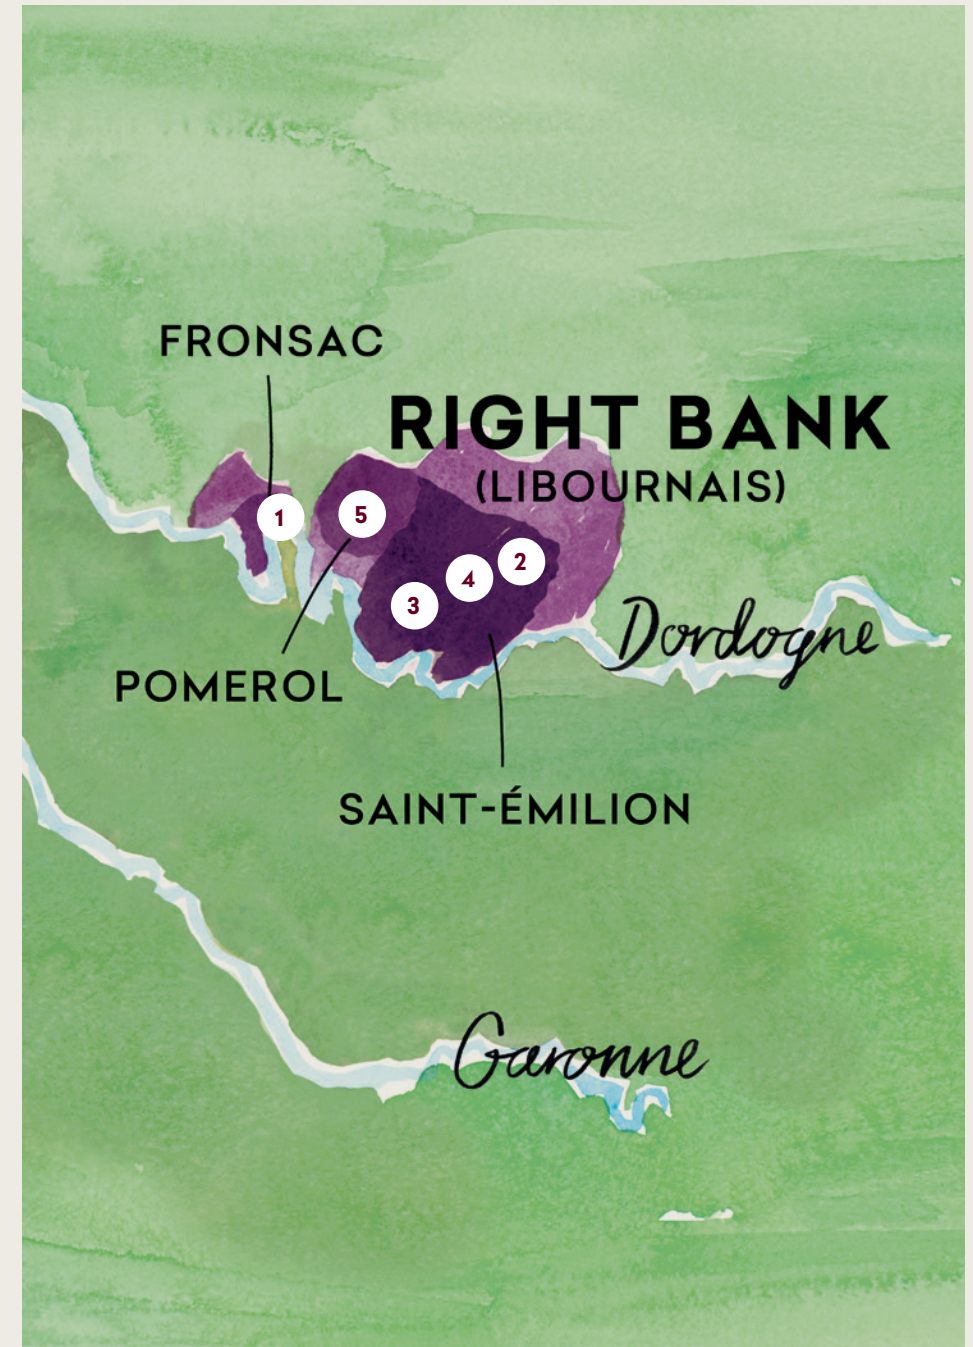 FRONSAC
RIGHT BANK
(LIBOURNAIS)
1
5
2
4
3
Dordogne
POMEROL
SAINT-ÉMILION
Garonne